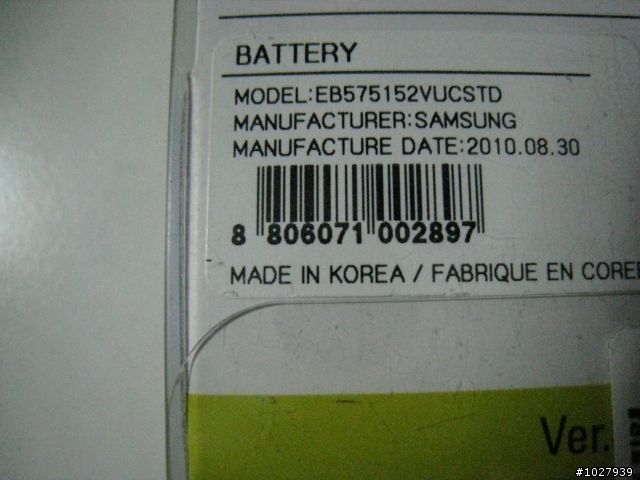 BATTERY
MODEL:EB575152VUCSTD
MANUFACTURER:SAMSUNG
MANUFACTURE DATE:2010.08.30
8 806071 002897
MADE IN KOREA / FABRIQUE EN COREE
Ver.
#1027939